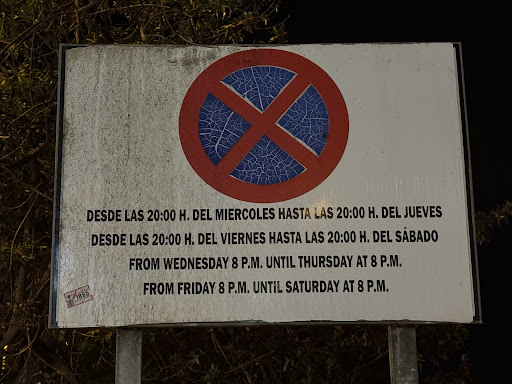 DESDE LAS 20:00 H. DEL MIERCOLES HASTA LAS 20:00 H. DEL JUEVES
DESDE LAS 20:00 H. DEL VIERNES HASTA LAS 20:00 H. DEL SÁBADO
FROM WEDNESDAY 8 P.M. UNTIL THURSDAY AT 8 P.M.
FROM FRIDAY 8 P.M. UNTIL SATURDAY AT 8 P.M.